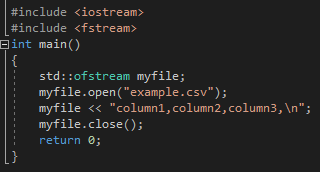 #include <iostream>
#include <fstream>
int main()
{
    std::ofstream myfile;
    myfile.open("example.csv");
    myfile << "column1,column2,column3,\n";
    myfile.close();
    return 0;
}